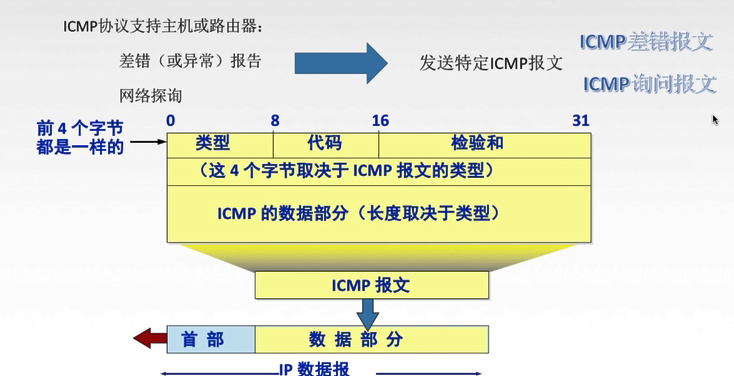 ICMP协议支持主机或路由器：
差错（或异常）报告
网络探询
发送特定ICMP报文
ICMP差错报文
ICMP询问报文
前 4 个字节
都是一样的
0 8 16 31
类型 代码 检验和
（这 4 个字节取决于 ICMP 报文的类型）
ICMP 的数据部分（长度取决于类型）
ICMP 报文
首 部 数 据 部 分
IP 数据报